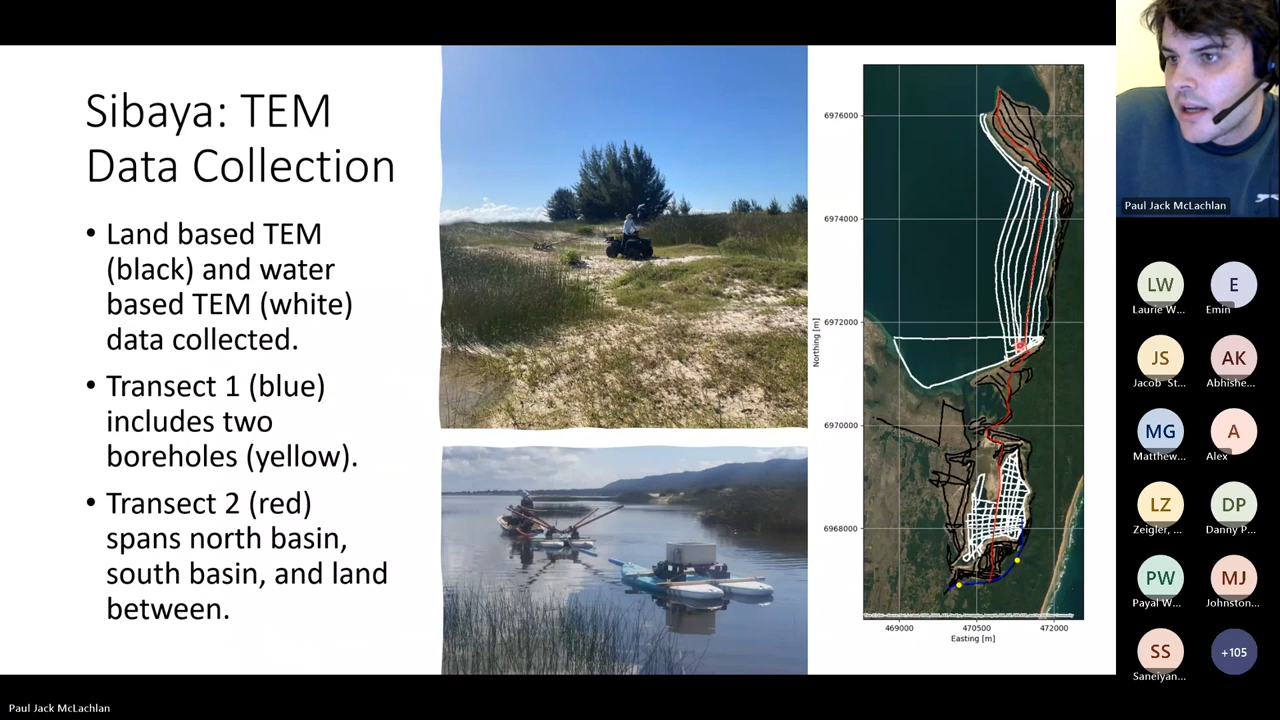 Sibaya: TEM
Data Collection
• Land based TEM
(black) and water
based TEM (white)
data collected.
• Transect 1 (blue)
includes two
boreholes (yellow).
• Transect 2 (red)
spans north basin,
south basin, and land
between.
6976000
6974000
6972000
6970000
6968000
Northing [m]
469000
470500
472000
Easting [m]
Paul Jack McLachlan
LW
Laurie W...
E
Emin
JS
Jacob St...
AK
Abhishe...
MG
Matthew...
A
Alex
LZ
Zeigler, ...
DP
Danny P...
PW
Payal W...
MJ
Johnston...
SS
Saneiyan...
+105
Paul Jack McLachlan